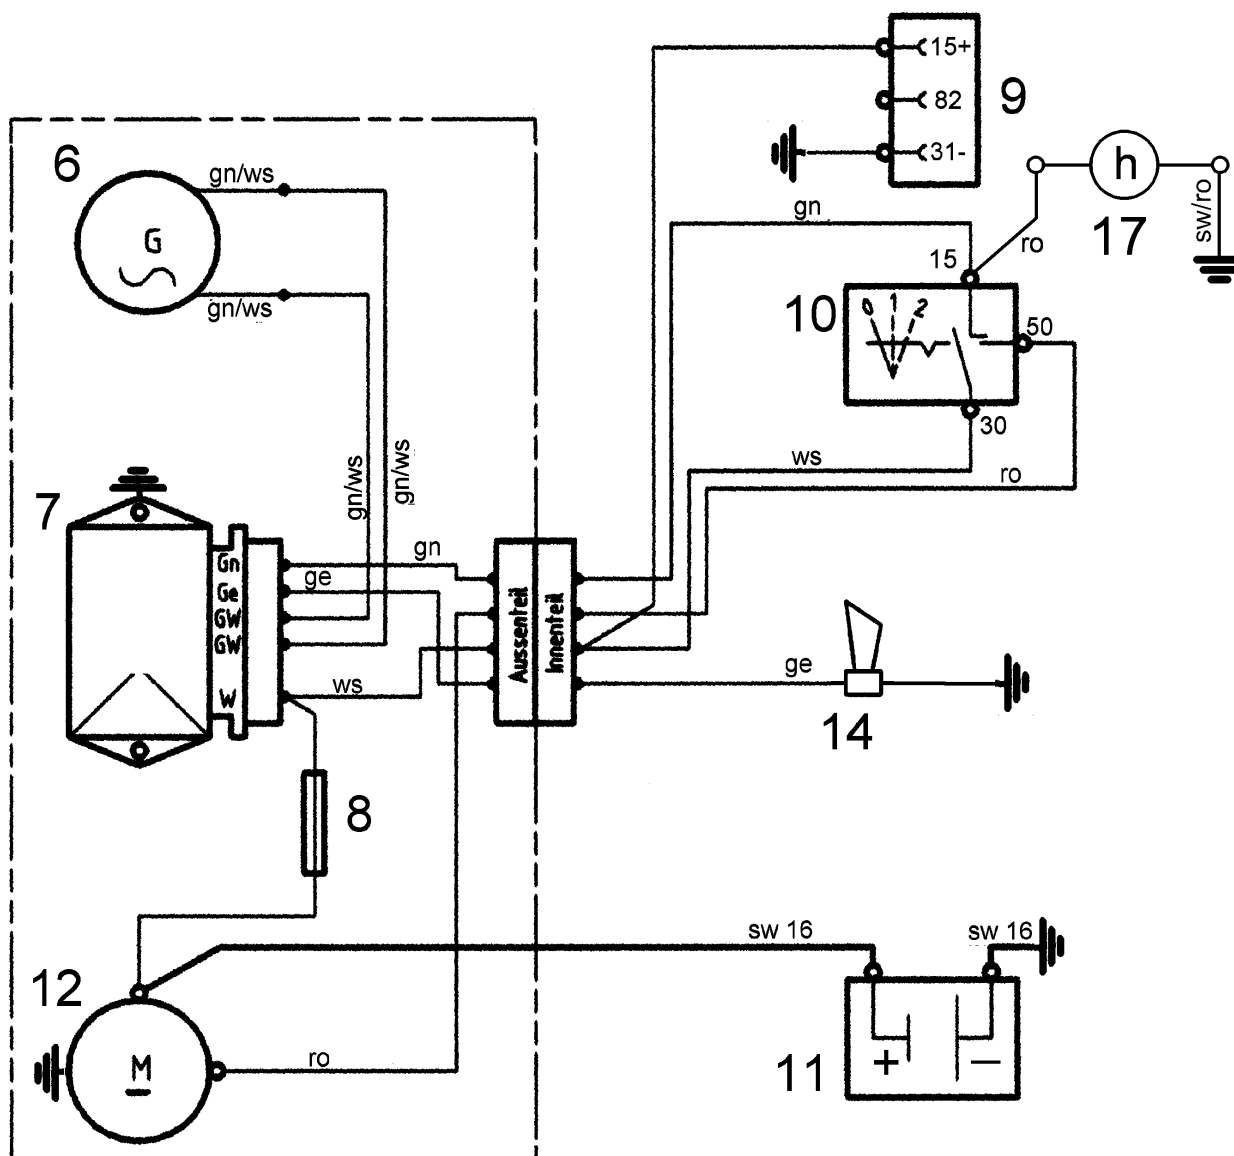 15+
82
9
31-
6
gn/ws
G
gn/ws
h
17
sw/ro
gn
ro
15
10
0 1 2
50
30
ws
ro
gn/ws
gn/ws
7
Gn
gn
Ge
ge
GW
GW
W
ws
Aussenteil
Innenteil
ge
14
8
sw 16
sw 16
12
M
ro
11
+ −